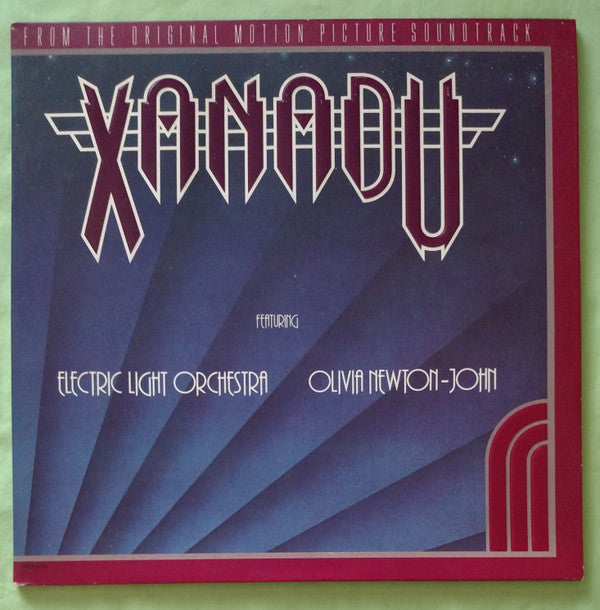 FROM THE ORIGINAL MOTION PICTURE SOUNDTRACK
XANADU
FEATURING
ELECTRIC LIGHT ORCHESTRA OLIVIA NEWTON-JOHN